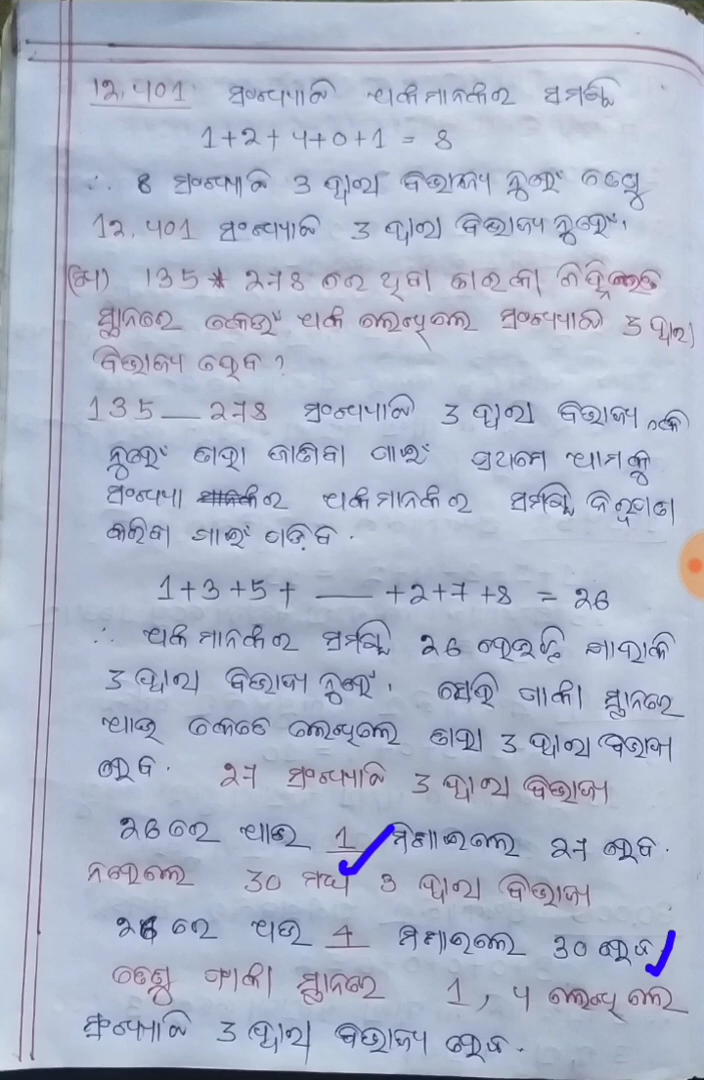 12,401 ସଂଖ୍ୟାଟି ଅଙ୍କମାନଙ୍କର ସମଷ୍ଟି
1+2+4+0+1 = 8
∴ 8 ସଂଖ୍ୟାଟି 3 ଦ୍ୱାରା ବିଭାଜ୍ୟ ନୁହେଁ ତେଣୁ
12,401 ସଂଖ୍ୟାଟି 3 ଦ୍ୱାରା ବିଭାଜ୍ୟ ନୁହେଁ।
135 * 278 ରେ ଥିବା ତାରକା ଚିହ୍ନିତ
ସ୍ଥାନରେ କେଉଁ ଅଙ୍କ ଲେଖିଲେ ସଂଖ୍ୟାଟି 3 ଦ୍ୱାରା
ବିଭାଜ୍ୟ ହେବ ?
135 __ 278 ସଂଖ୍ୟାଟି 3 ଦ୍ୱାରା ବିଭାଜ୍ୟ କି
ନୁହେଁ ତାହା ଜାଣିବା ପାଇଁ ପ୍ରଥମେ ଆମକୁ
ସଂଖ୍ୟା ର ଅଙ୍କମାନଙ୍କର ସମଷ୍ଟି ନିରୂପଣ
କରିବା ପାଇଁ ପଡ଼ିବ.
1+3+5+ __ +2+7+8 = 26
∴ ଅଙ୍କମାନଙ୍କର ସମଷ୍ଟି 26 ହେଉଛି ଯାହାକି
3 ଦ୍ୱାରା ବିଭାଜ୍ୟ ନୁହେଁ. ସେହି ଫାଙ୍କା ସ୍ଥାନରେ
ଆଉ କେତେ ଲେଖିଲେ ତାହା 3 ଦ୍ୱାରା ବିଭାଜ୍ୟ
ହେବ. 27 ସଂଖ୍ୟାଟି 3 ଦ୍ୱାରା ବିଭାଜ୍ୟ
26 ରେ ଆଉ 1 ମିଶାଇଲେ 27 ହେବ.
ନହେଲେ 30 ମଧ୍ୟ 3 ଦ୍ୱାରା ବିଭାଜ୍ୟ
26 ରେ ଆଉ 4 ମିଶାଇଲେ 30 ହେବ
ତେଣୁ ଫାଙ୍କା ସ୍ଥାନରେ 1, 4 ଲେଖିଲେ
ସଂଖ୍ୟାଟି 3 ଦ୍ୱାରା ବିଭାଜ୍ୟ ହେବ.